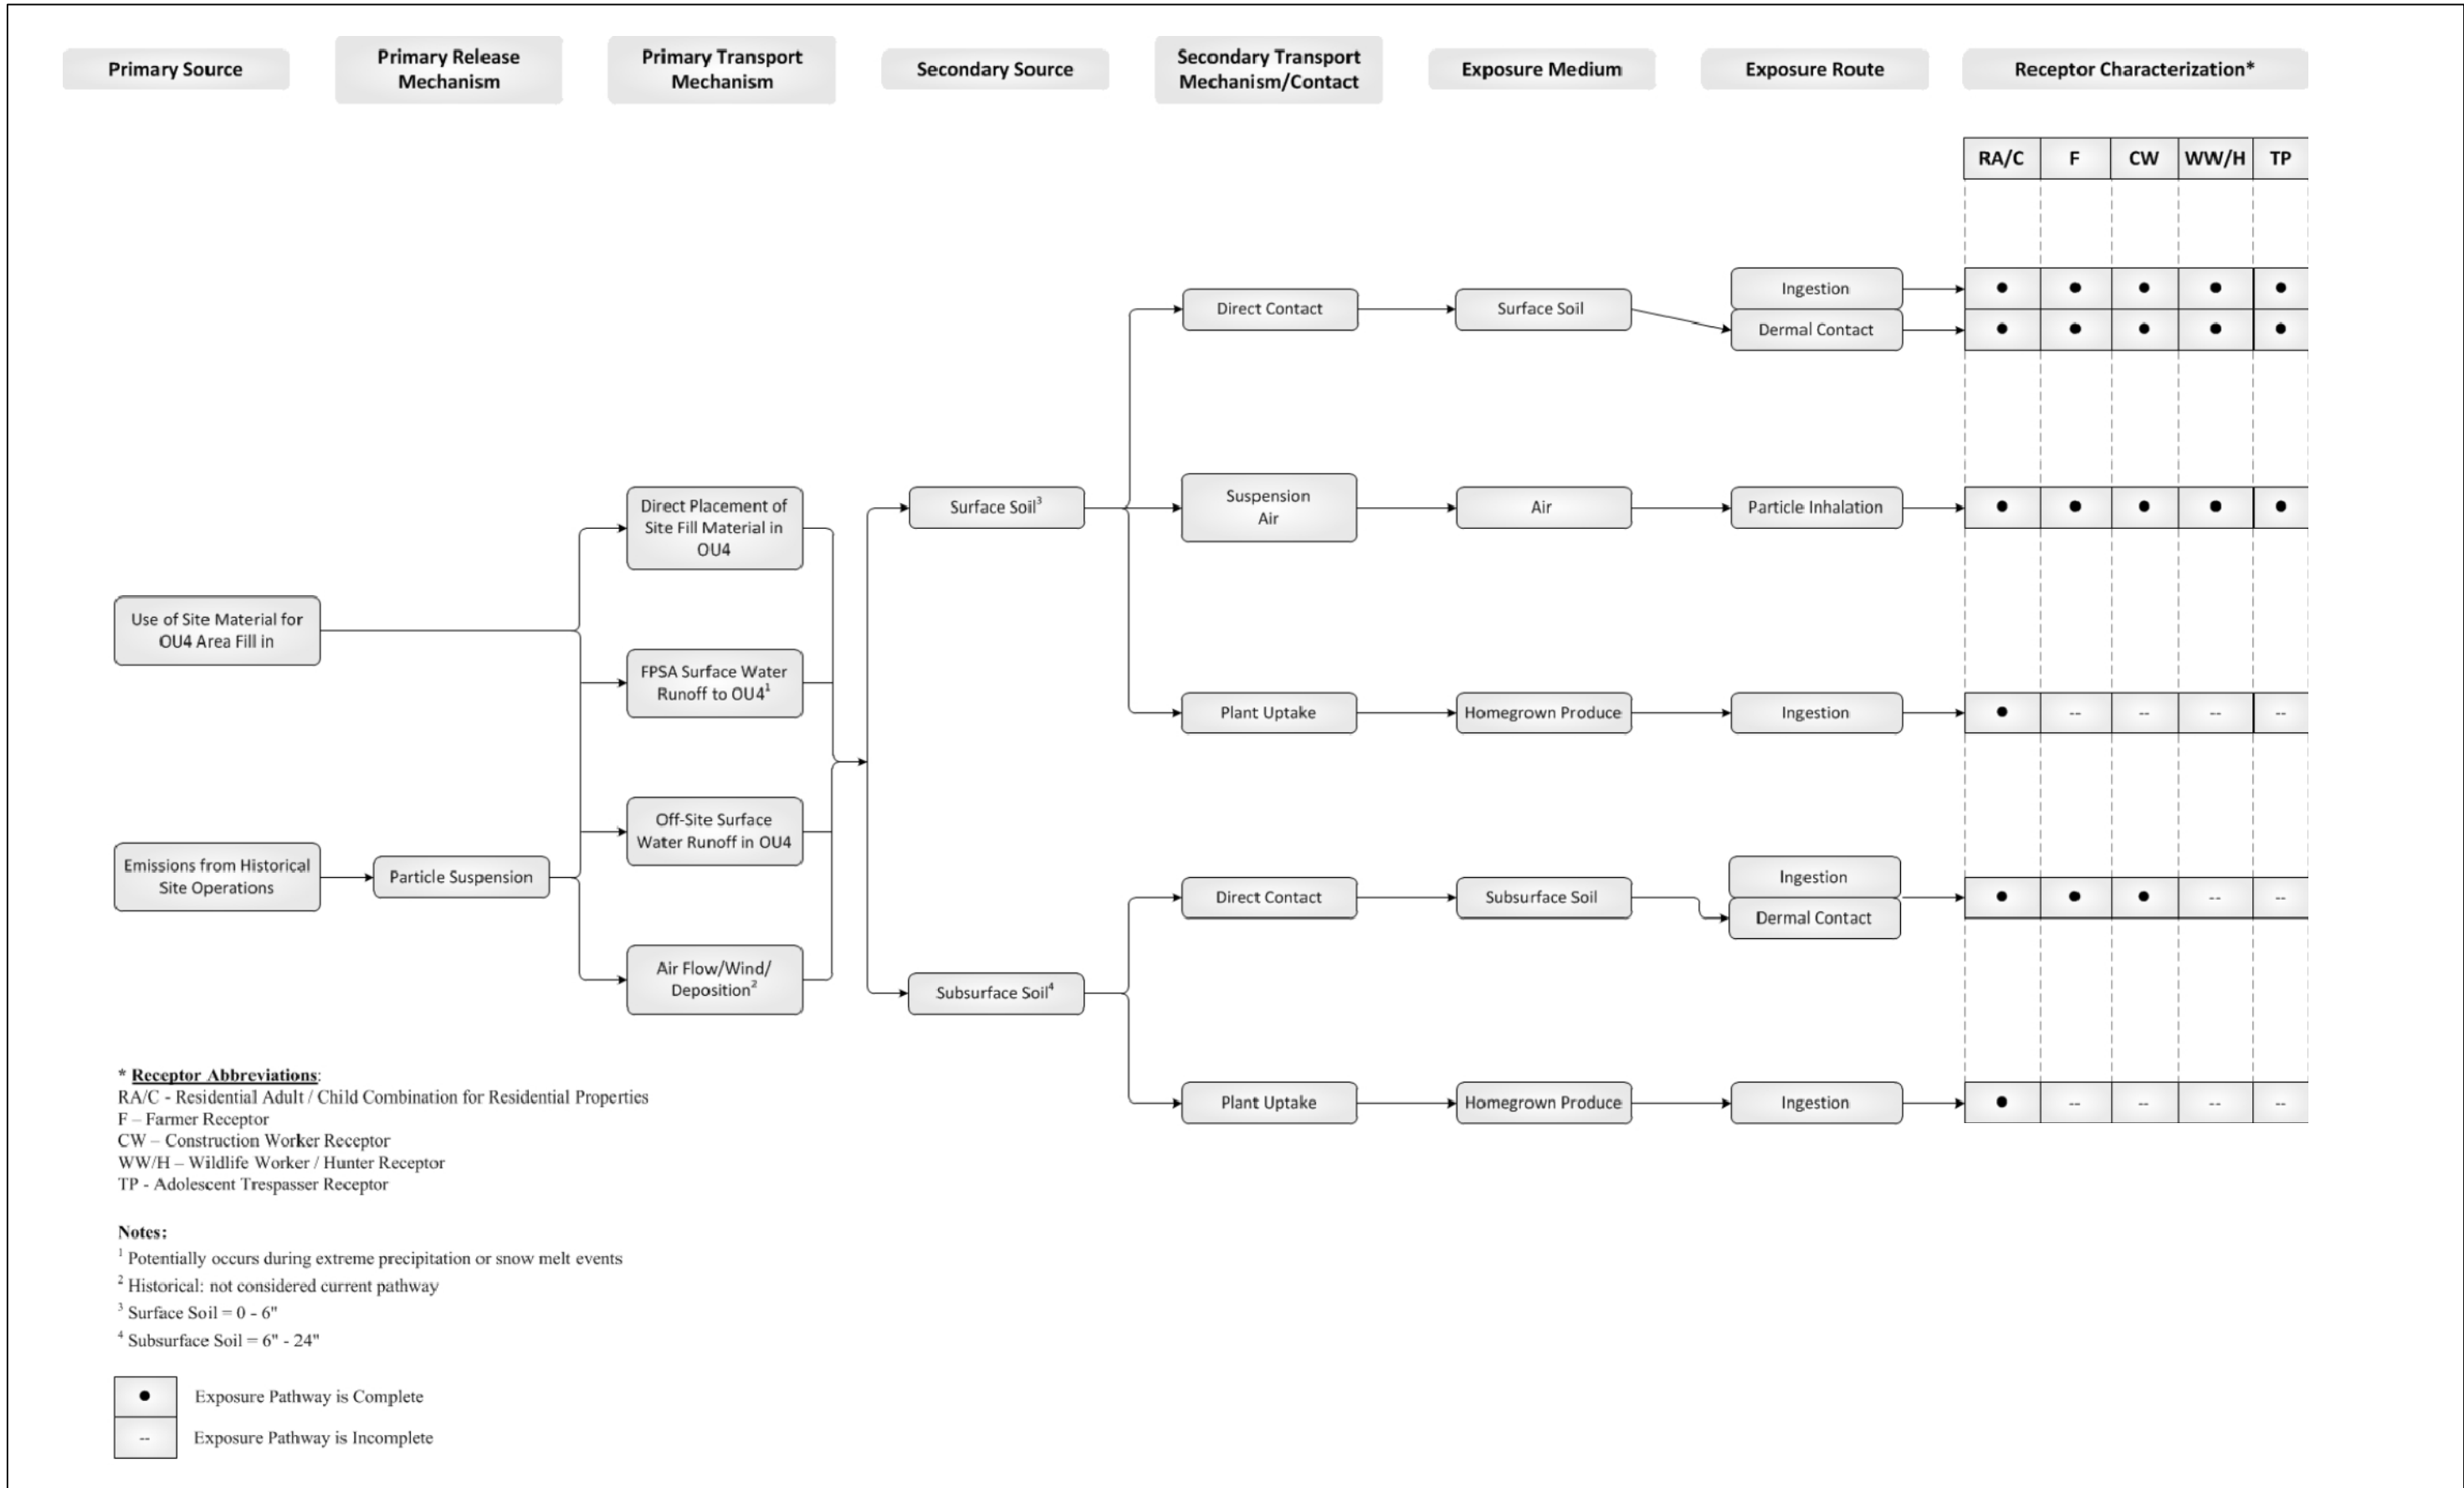 Primary Source
Primary Release
Mechanism
Primary Transport
Mechanism
Secondary Source
Secondary Transport
Mechanism/Contact
Exposure Medium
Exposure Route
Receptor Characterization*
RA/C F CW WW/H TP
Use of Site Material for
OU4 Area Fill in
Emissions from Historical
Site Operations
Particle Suspension
Direct Placement of
Site Fill Material in
OU4
FPSA Surface Water
Runoff to OU4¹
Off-Site Surface
Water Runoff in OU4
Air Flow/Wind/
Deposition²
Surface Soil³
Subsurface Soil⁴
Direct Contact
Surface Soil
Ingestion
● ● ● ● ●
Dermal Contact
● ● ● ● ●
Suspension
Air
Air
Particle Inhalation
● ● ● ● ●
Plant Uptake
Homegrown Produce
Ingestion
● -- -- -- --
Direct Contact
Subsurface Soil
Ingestion
Dermal Contact
● ● ● -- --
Plant Uptake
Homegrown Produce
Ingestion
● -- -- -- --
* Receptor Abbreviations:
RA/C - Residential Adult / Child Combination for Residential Properties
F – Farmer Receptor
CW – Construction Worker Receptor
WW/H – Wildlife Worker / Hunter Receptor
TP - Adolescent Trespasser Receptor
Notes:
¹ Potentially occurs during extreme precipitation or snow melt events
² Historical: not considered current pathway
³ Surface Soil = 0 - 6"
⁴ Subsurface Soil = 6" - 24"
● Exposure Pathway is Complete
-- Exposure Pathway is Incomplete